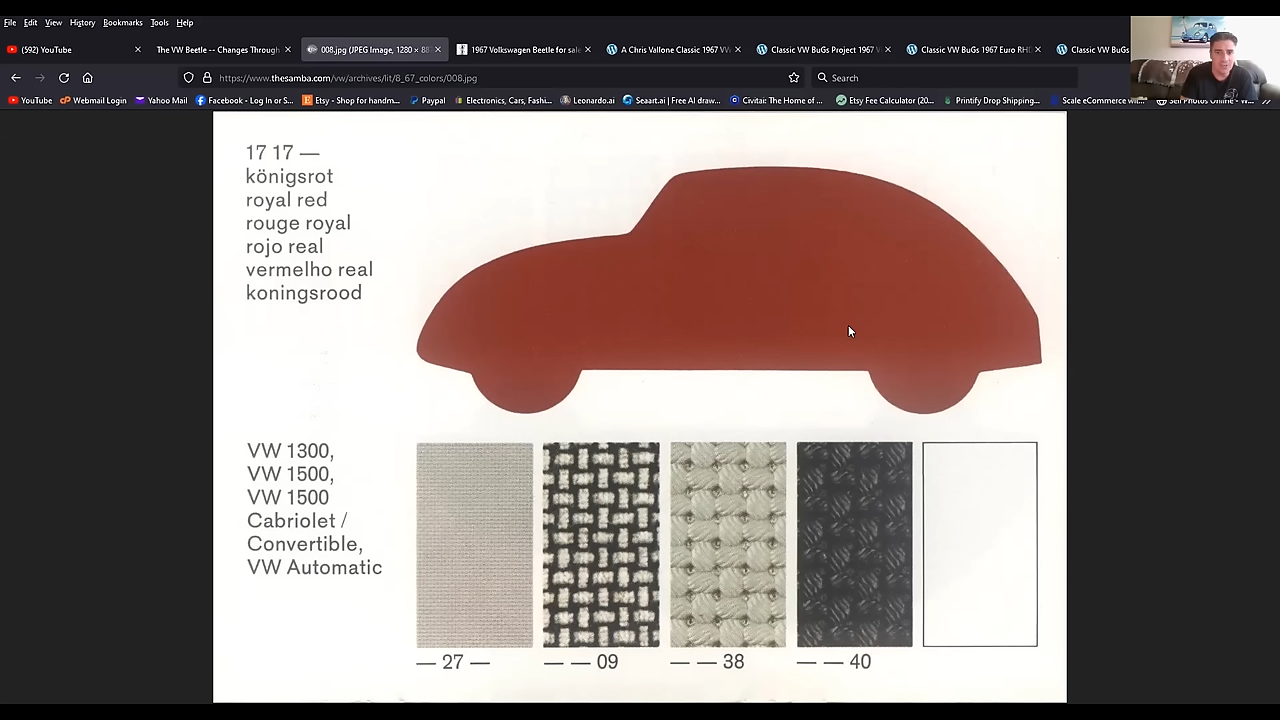 File Edit View History Bookmarks Tools Help
(592) YouTube
The VW Beetle -- Changes Through
008.jpg (JPEG Image, 1280 × 88
1967 Volkswagen Beetle for sale
A Chris Vallone Classic 1967 VW
Classic VW BuGs Project 1967 V
Classic VW BuGs 1967 Euro RHD
Classic VW BuGs
https://www.thesamba.com/vw/archives/lit/8_67_colors/008.jpg
Search
YouTube
Webmail Login
Yahoo Mail
Facebook - Log In or S...
Etsy - Shop for handm...
Paypal
Electronics, Cars, Fashi...
Leonardo.ai
Seaart.ai | Free AI draw...
Civitai: The Home of ...
Etsy Fee Calculator (20...
Printify Drop Shipping...
Scale eCommerce wit...
17 17 —
königsrot
royal red
rouge royal
rojo real
vermelho real
koningsrood
VW 1300,
VW 1500,
VW 1500
Cabriolet /
Convertible,
VW Automatic
— 27 —
— — 09
— — 38
— — 40